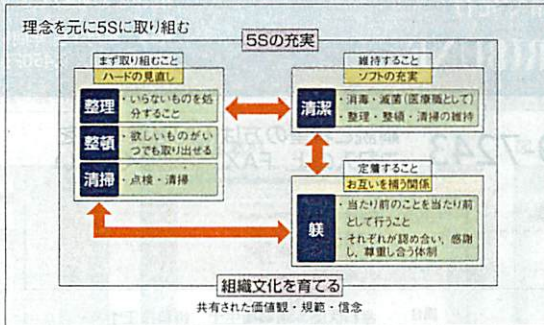 理念を元に5Sに取り組む
5Sの充実
まず取り組むこと
ハードの見直し
整理
・いらないものを処
分すること
整頓
・欲しいものがい
つでも取り出せる
清掃
・点検・清掃
維持すること
ソフトの充実
清潔
・消毒・滅菌(医療職として)
・整理・整頓・清掃の維持
定着すること
お互いを補う関係
躾
・当たり前のことを当たり前
として行うこと
・それぞれが認め合い、感謝
し、尊重し合う体制
組織文化を育てる
共有された価値観・規範・信念